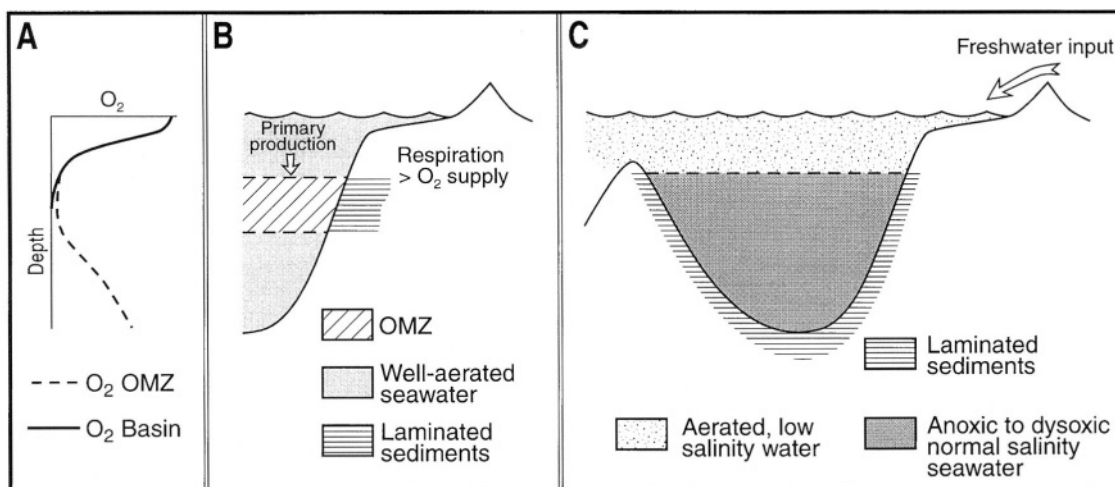 A
O2
Depth
O2 OMZ
O2 Basin
B
Primary
production
Respiration
> O2 supply
OMZ
Well-aerated
seawater
Laminated
sediments
C
Freshwater input
Laminated
sediments
Aerated, low
salinity water
Anoxic to dysoxic
normal salinity
seawater